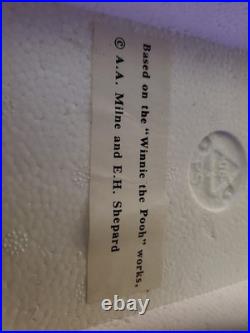 Based on the "Winnie the Pooh" works,
© A.A. Milne and E.H. Shepard